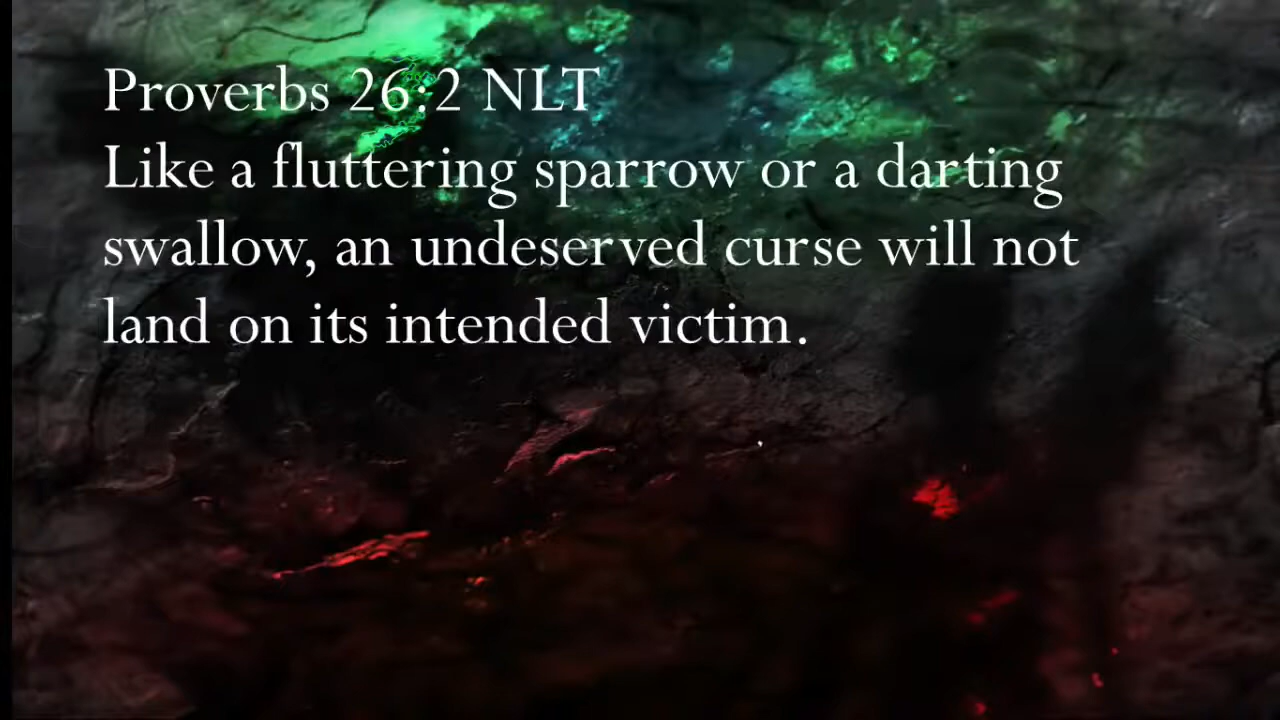 Proverbs 26:2 NLT
Like a fluttering sparrow or a darting
swallow, an undeserved curse will not
land on its intended victim.